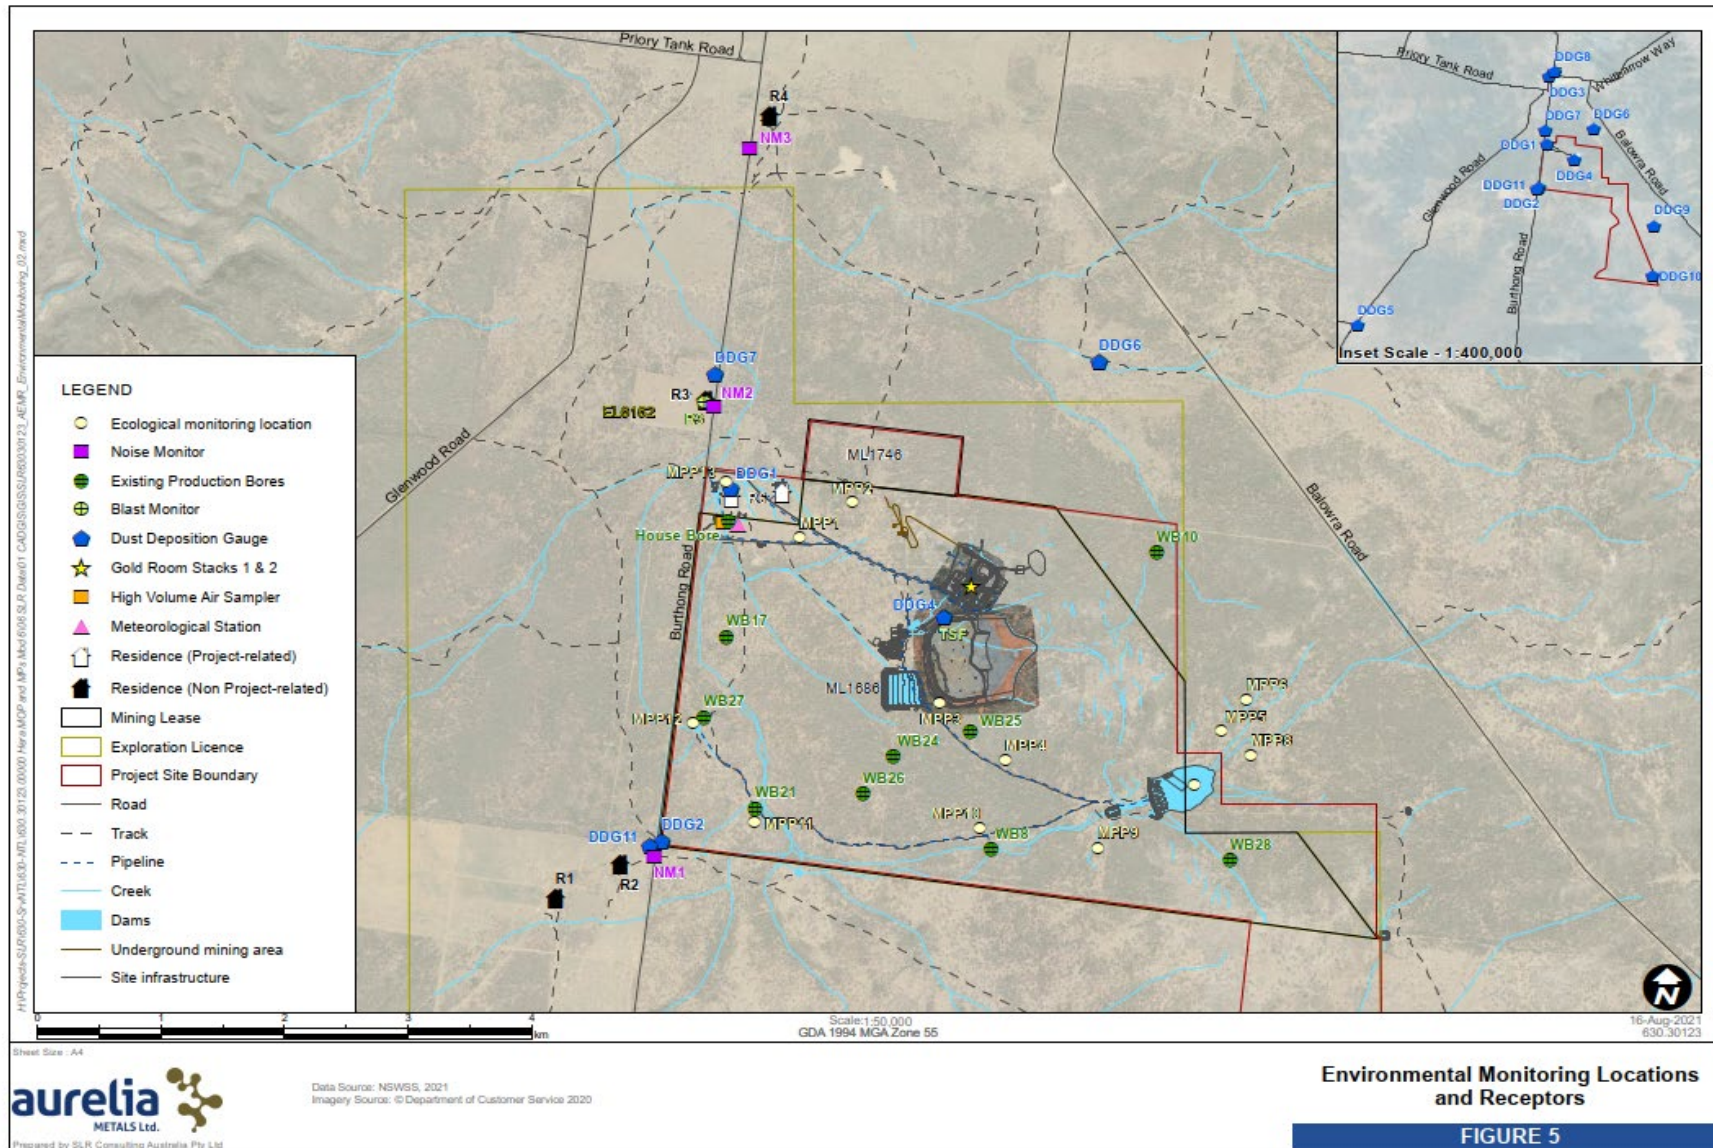 Priory Tank Road
R4
NM3
DDG7
DDG6
R3
NM2
R5
EL6162
Glenwood Road
Balowra Road
ML1746
MPP13
DDG1
MPP2
MPP1
House Bore
WB10
Burthong Road
DDG4
TSF
WB17
ML1686
WB27
MPP12
MPP3
WB25
MPP6
MPP5
MPP8
WB24
MPP4
WB26
WB21
MPP11
MPP10
WB8
MPP9
WB28
DDG11
DDG2
NM1
R2
R1
Priory Tank Road
DDG8
Whitbarrow Way
DDG3
DDG7
DDG6
DDG1
DDG4
Balowra Road
Glenwood Road
DDG11
DDG2
DDG9
DDG10
Burthong Road
DDG5
Inset Scale - 1:400,000
LEGEND
Ecological monitoring location
Noise Monitor
Existing Production Bores
Blast Monitor
Dust Deposition Gauge
Gold Room Stacks 1 & 2
High Volume Air Sampler
Meteorological Station
Residence (Project-related)
Residence (Non Project-related)
Mining Lease
Exploration Licence
Project Site Boundary
Road
Track
Pipeline
Creek
Dams
Underground mining area
Site infrastructure
0 1 2 3 4
km
Scale:1:50,000
GDA 1994 MGA Zone 55
N
16-Aug-2021
630.30123
Sheet Size : A4
aurelia
METALS Ltd.
Prepared by SLR Consulting Australia Pty Ltd
Data Source: NSWSS, 2021
Imagery Source: © Department of Customer Service 2020
Environmental Monitoring Locations
and Receptors
FIGURE 5